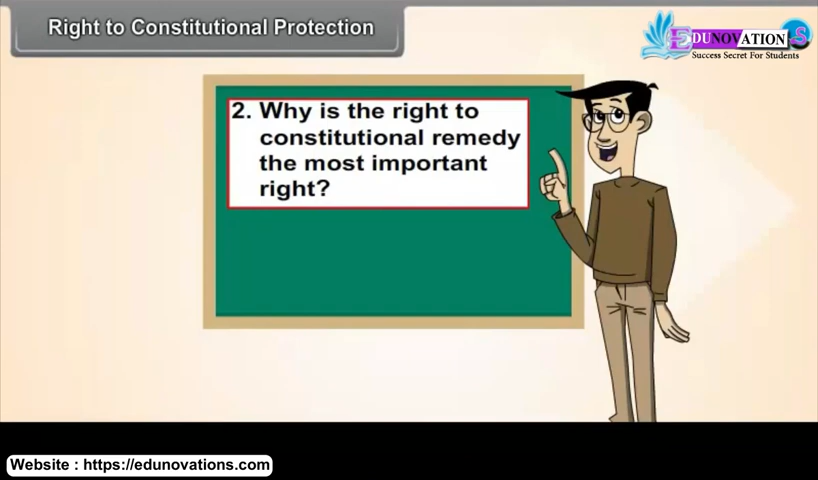 Right to Constitutional Protection
EDUNOVATIONS
Success Secret For Students
2. Why is the right to
constitutional remedy
the most important
right?
Website : https://edunovations.com